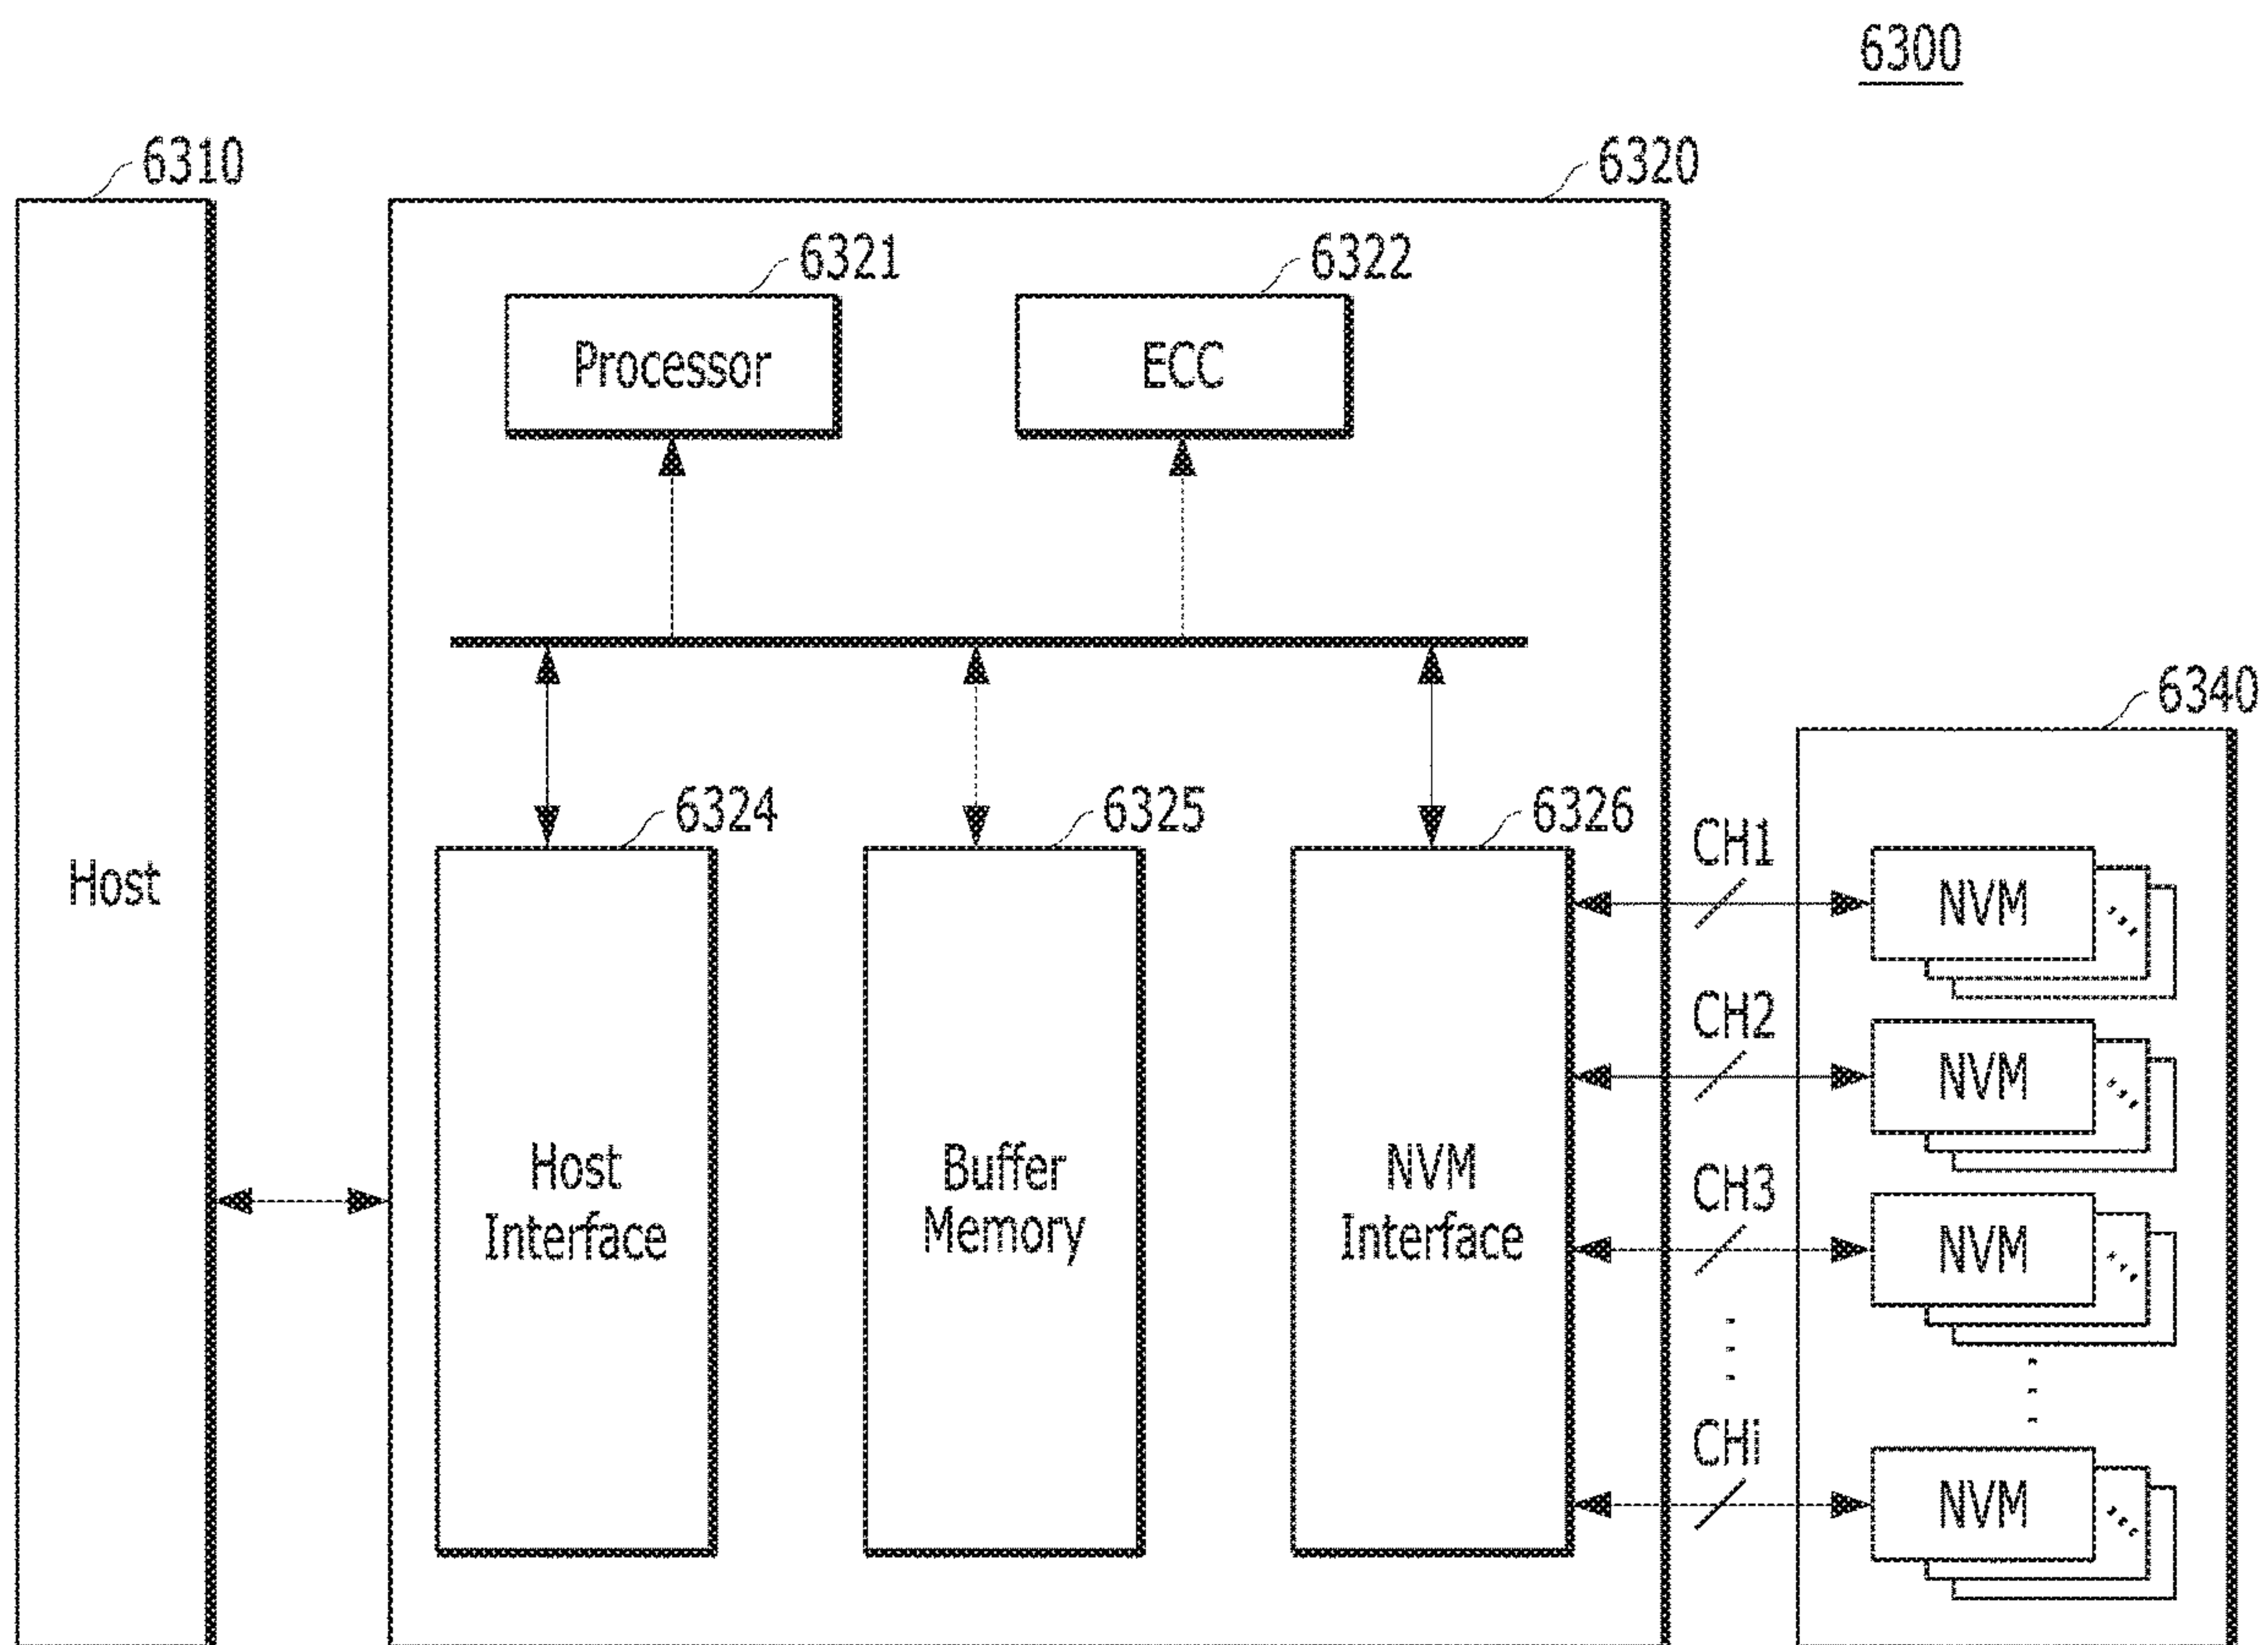 6300
6310
6320
6321
6322
Processor
ECC
6340
6324
6325
6326
CH1
Host
NVM
CH2
NVM
Host
Interface
Buffer
Memory
NVM
Interface
CH3
NVM
CHi
NVM